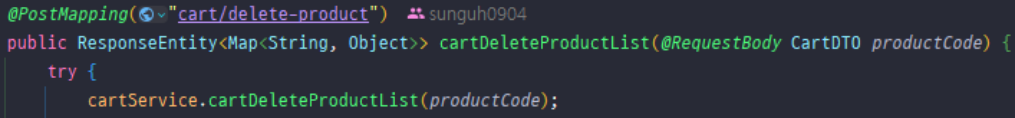 @PostMapping("cart/delete-product") sunguh0904
public ResponseEntity<Map<String, Object>> cartDeleteProductList(@RequestBody CartDTO productCode) {
try {
cartService.cartDeleteProductList(productCode);